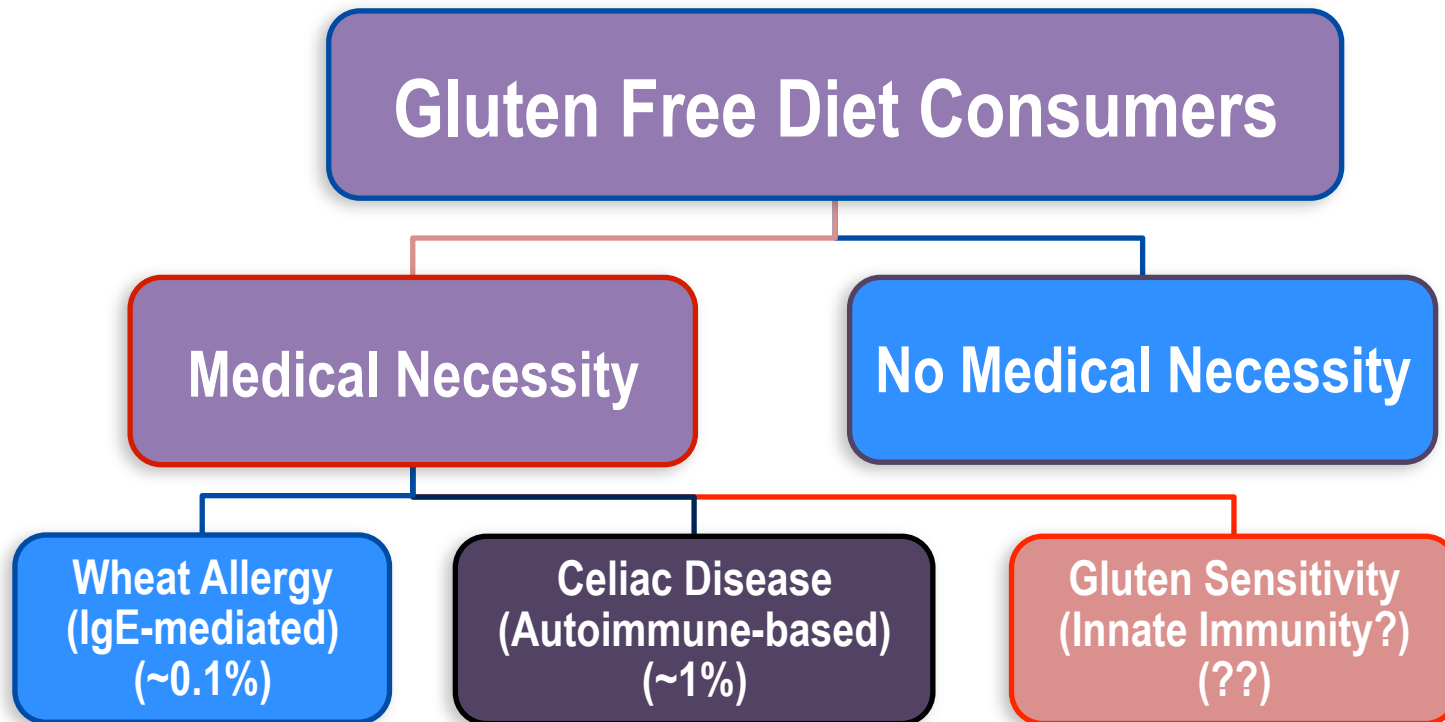 Gluten Free Diet Consumers
Medical Necessity
No Medical Necessity
Wheat Allergy
(IgE-mediated)
(~0.1%)
Celiac Disease
(Autoimmune-based)
(~1%)
Gluten Sensitivity
(Innate Immunity?)
(??)